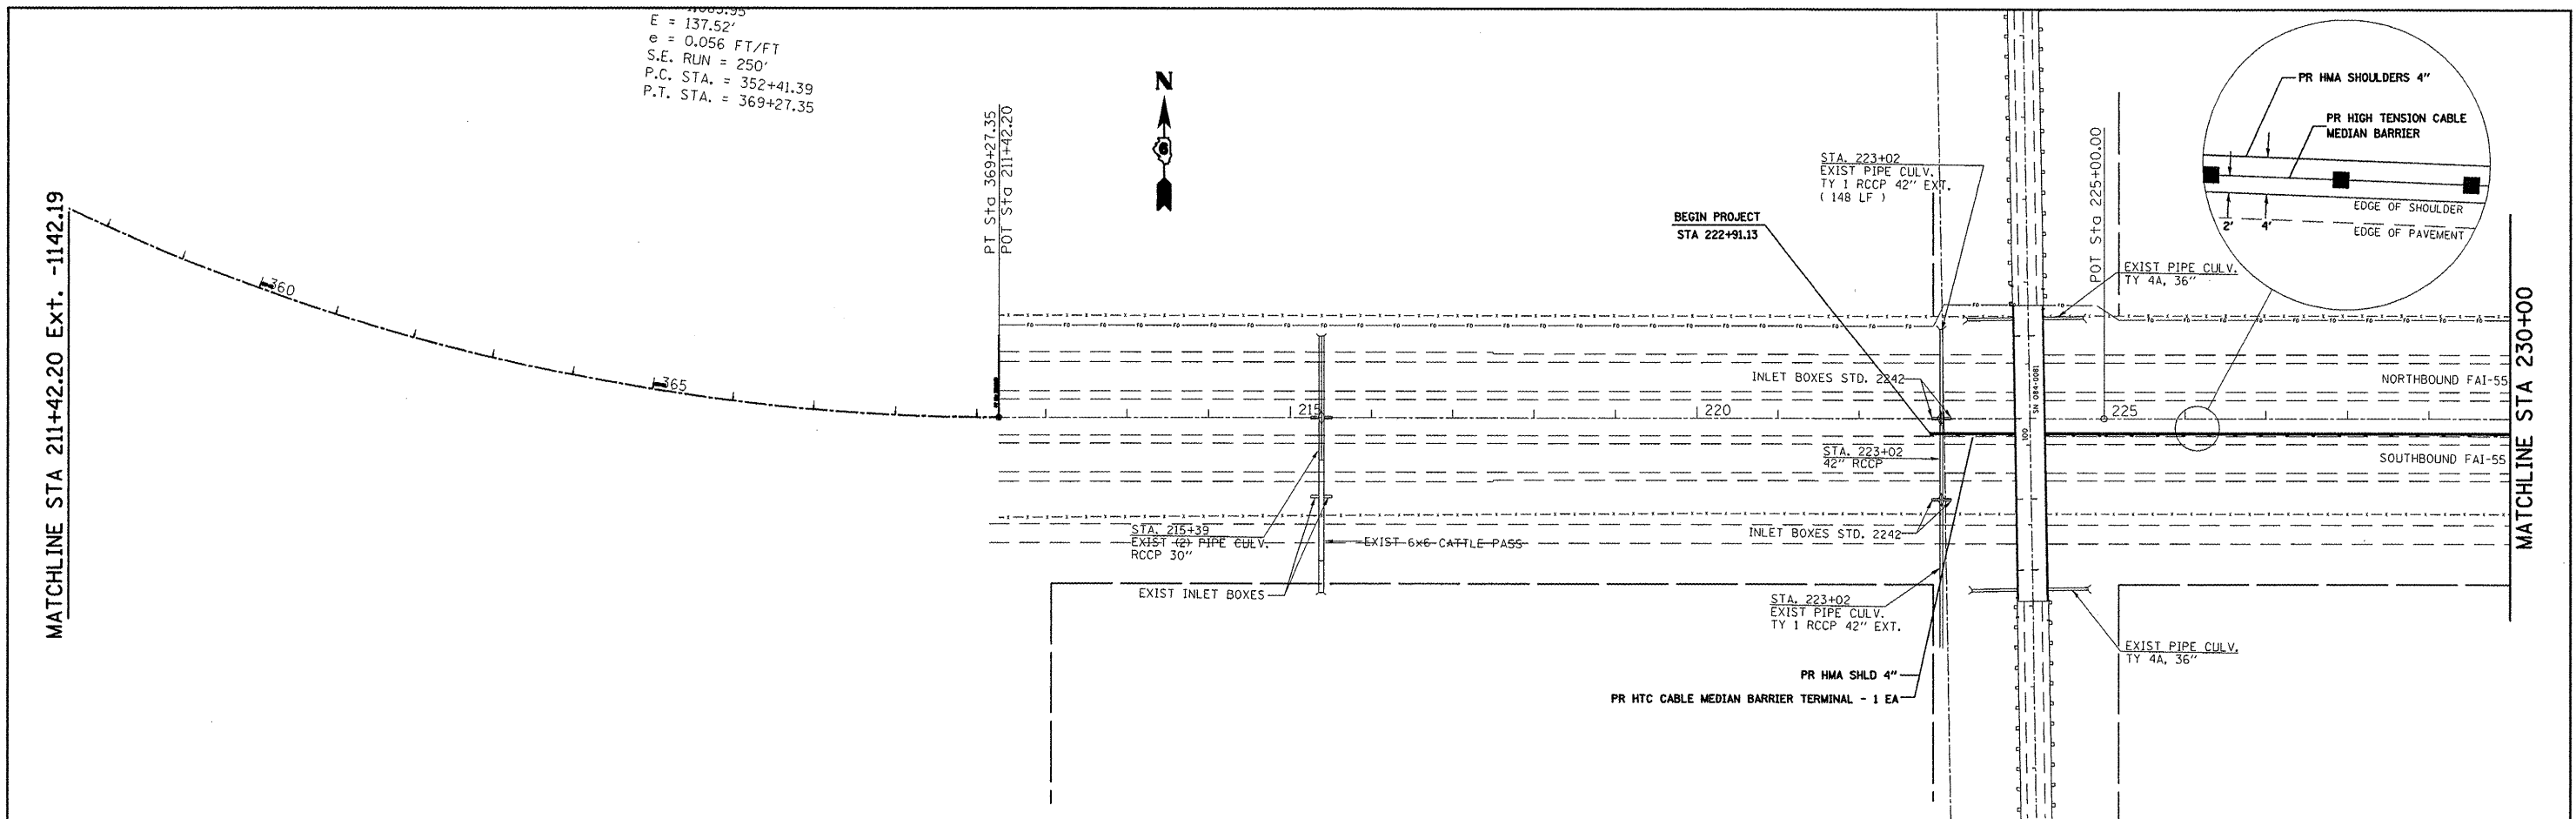 E = 137.52'
e = 0.056 FT/FT
S.E. RUN = 250'
P.C. STA. = 352+41.39
P.T. STA. = 369+27.35
N
6
MATCHLINE STA 211+42.20 Ext. -1142.19
360
365
PT Sta 369+27.35
POT Sta 211+42.20
215
220
225
STA. 215+39
EXIST (2) PIPE CULV.
RCCP 30"
EXIST 6x6 CATTLE PASS
EXIST INLET BOXES
BEGIN PROJECT
STA 222+91.13
STA. 223+02
EXIST PIPE CULV.
TY 1 RCCP 42" EXT.
( 148 LF )
INLET BOXES STD. 2242
STA. 223+02
42" RCCP
INLET BOXES STD. 2242
STA. 223+02
EXIST PIPE CULV.
TY 1 RCCP 42" EXT.
PR HMA SHLD 4"
PR HTC CABLE MEDIAN BARRIER TERMINAL - 1 EA
SN 084-0081
100
POT Sta 225+00.00
EXIST PIPE CULV.
TY 4A, 36"
EXIST PIPE CULV.
TY 4A, 36"
PR HMA SHOULDERS 4"
PR HIGH TENSION CABLE
MEDIAN BARRIER
EDGE OF SHOULDER
2'
4'
EDGE OF PAVEMENT
NORTHBOUND FAI-55
SOUTHBOUND FAI-55
MATCHLINE STA 230+00